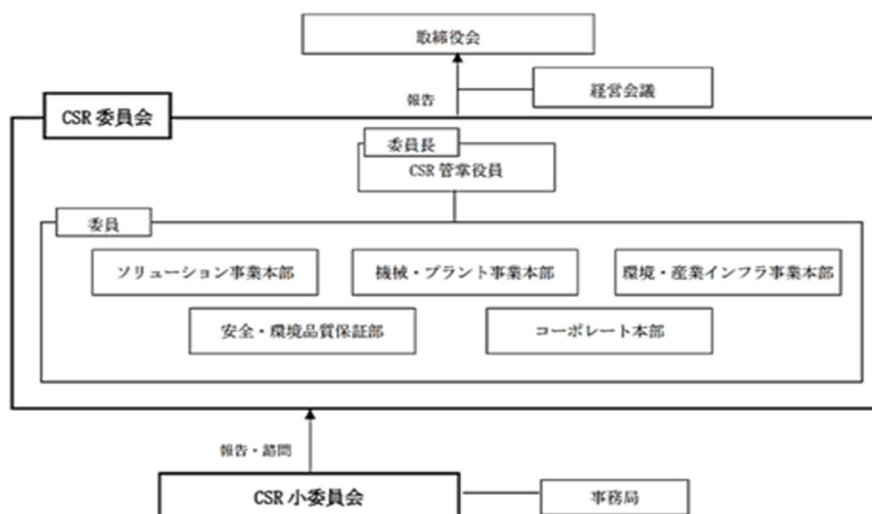 取締役会
報告
経営会議
CSR 委員会
委員長
CSR 管掌役員
委員
ソリューション事業本部
機械・プラント事業本部
環境・産業インフラ事業本部
安全・環境品質保証部
コーポレート本部
報告・諮問
CSR 小委員会
事務局